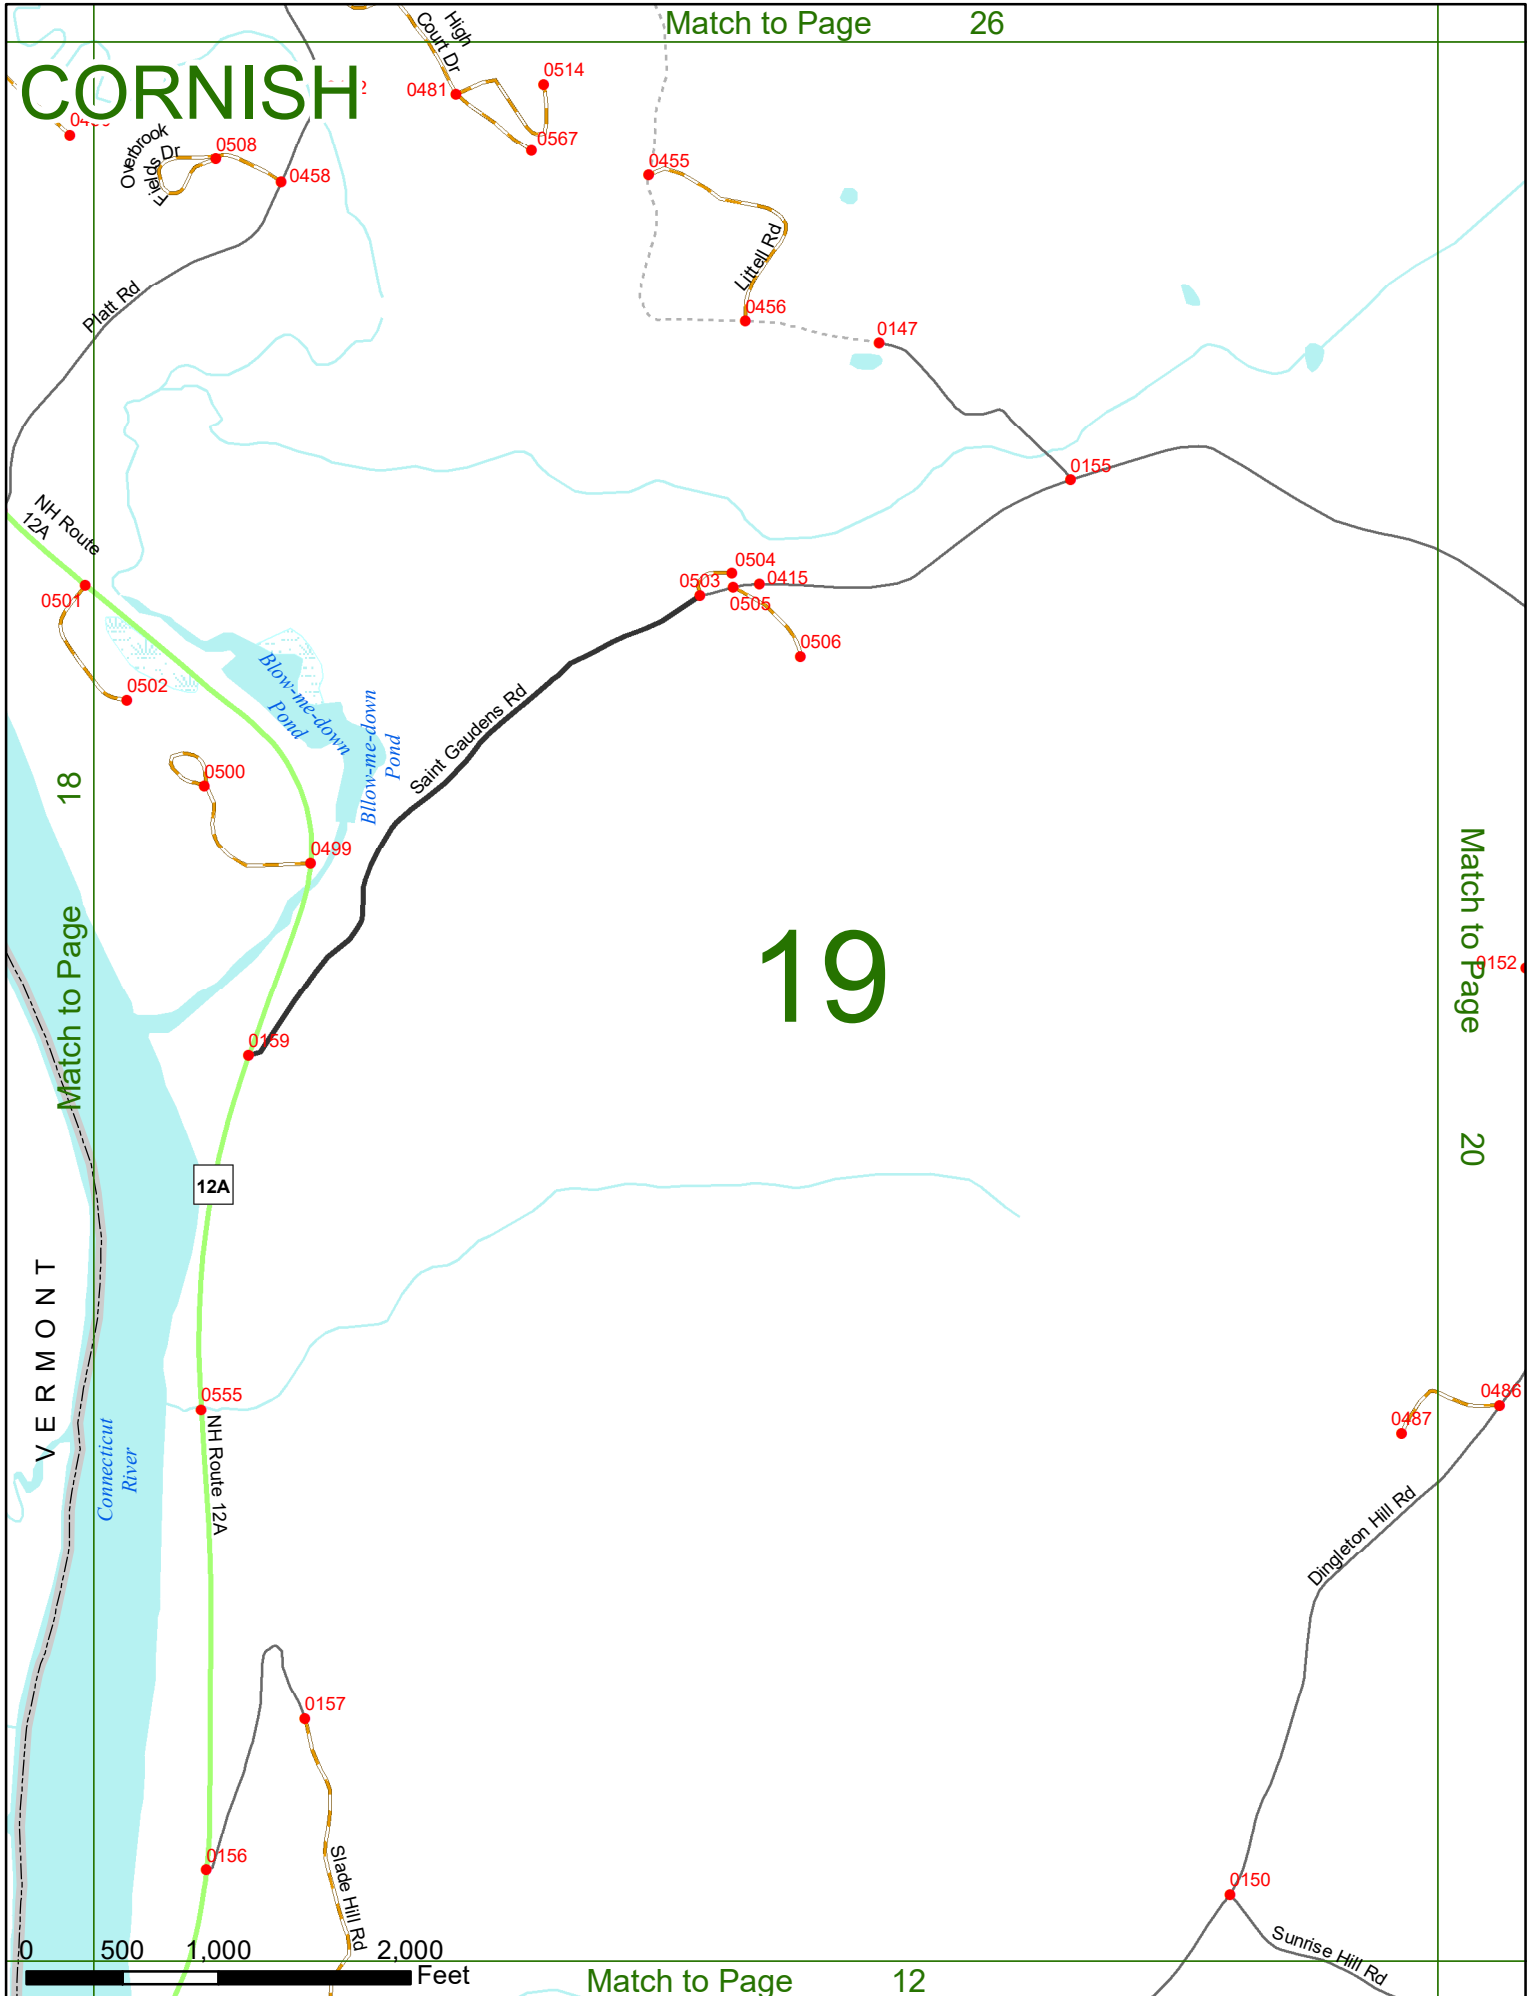 Match to Page 26
CORNISH
High
Court Dr
0481
0514
0567
Overbrook
Fields Dr
0508
0458
0455
Littell Rd
0456
0147
Platt Rd
0155
NH Route
12A
0501
0502
0504
0503
0415
0505
0506
Blow-me-down
Pond
Bllow-me-down
Pond
Saint Gaudens Rd
0500
0499
18
Match to Page
19
Match to Page
20
0152
0159
12A
VERMONT
0555
NH Route 12A
Connecticut
River
0486
0487
Dingleton Hill Rd
0157
0156
Slade Hill Rd
0150
Sunrise Hill Rd
0 500 1,000 2,000
Feet
Match to Page 12